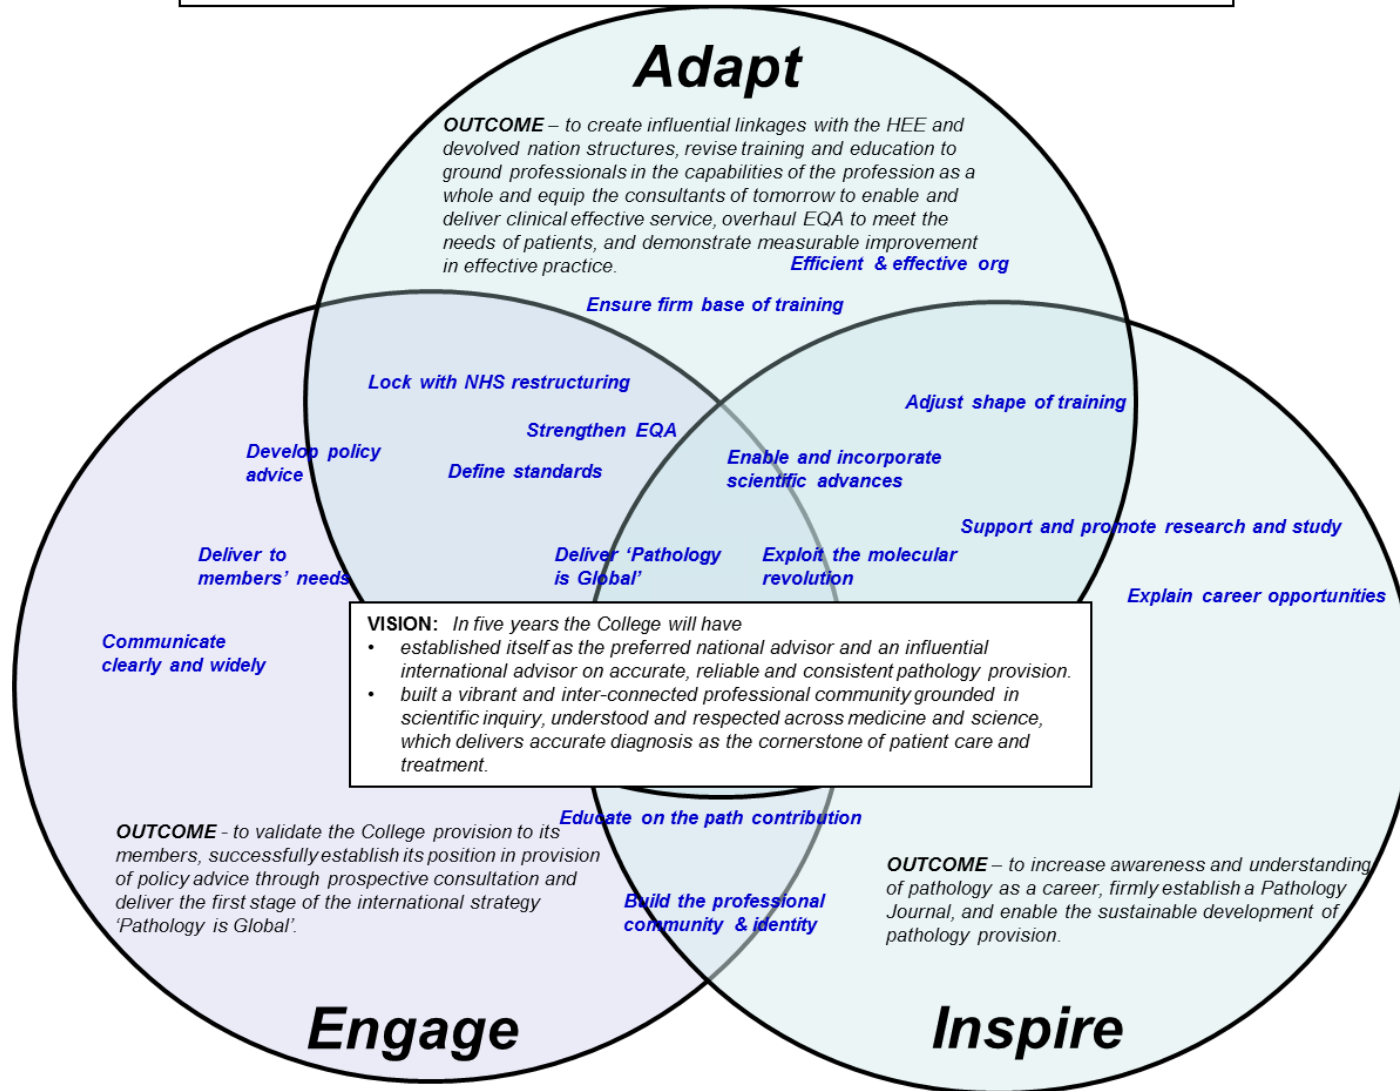 Adapt
OUTCOME – to create influential linkages with the HEE and
devolved nation structures, revise training and education to
ground professionals in the capabilities of the profession as a
whole and equip the consultants of tomorrow to enable and
deliver clinical effective service, overhaul EQA to meet the
needs of patients, and demonstrate measurable improvement
in effective practice.
Efficient & effective org
Ensure firm base of training
Lock with NHS restructuring
Adjust shape of training
Strengthen EQA
Develop policy
advice
Define standards
Enable and incorporate
scientific advances
Support and promote research and study
Deliver to
members’ needs
Deliver ‘Pathology
is Global’
Exploit the molecular
revolution
Explain career opportunities
Communicate
clearly and widely
VISION: In five years the College will have
• established itself as the preferred national advisor and an influential
international advisor on accurate, reliable and consistent pathology provision.
• built a vibrant and inter-connected professional community grounded in
scientific inquiry, understood and respected across medicine and science,
which delivers accurate diagnosis as the cornerstone of patient care and
treatment.
Educate on the path contribution
OUTCOME - to validate the College provision to its
members, successfully establish its position in provision
of policy advice through prospective consultation and
deliver the first stage of the international strategy
‘Pathology is Global’.
Build the professional
community & identity
OUTCOME – to increase awareness and understanding
of pathology as a career, firmly establish a Pathology
Journal, and enable the sustainable development of
pathology provision.
Engage
Inspire